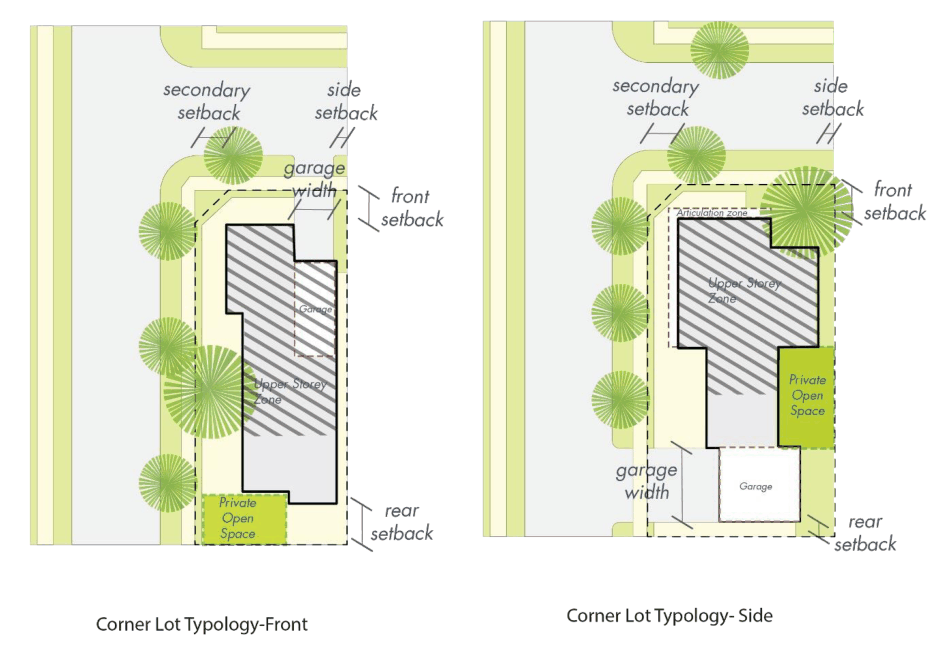 secondary
setback
side
setback
garage
width
front
setback
Garage
Upper Storey
Zone
Private
Open
Space
rear
setback
Corner Lot Typology-Front
secondary
setback
side
setback
front
setback
Articulation zone
Upper Storey
Zone
Private
Open
Space
garage
width
Garage
rear
setback
Corner Lot Typology- Side